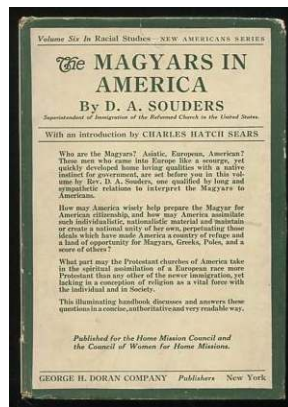 Volume Six In Racial Studies—NEW AMERICANS SERIES
The MAGYARS IN
AMERICA
By D. A. SOUDERS
Superintendent of Immigration of the Reformed Church in the United States.
With an introduction by CHARLES HATCH SEARS
Who are the Magyars? Asiatic, European, American?
These men who came into Europe like a scourge, yet
quickly developed home loving qualities with a native
instinct for government, are set before you in this vol-
ume by Rev. D. A. Souders, one qualified by long and
sympathetic relations to interpret the Magyars to
Americans.
How may America wisely help prepare the Magyar for
American citizenship, and how may America assimilate
such individualistic, nationalistic material and maintain
or create a national unity of her own, perpetuating those
ideals which have made America a country of refuge and
a land of opportunity for Magyars, Greeks, Poles, and a
score of others?
What part may the Protestant churches of America take
in the spiritual assimilation of a European race more
Protestant than any other of the newer immigration, yet
lacking in a conception of religion as a vital force with
the individual and in Society.
This illuminating handbook discusses and answers these
questions in a concise, authoritative and very readable way.
Published for the Home Mission Council and
the Council of Women for Home Missions.
GEORGE H. DORAN COMPANY Publishers New York